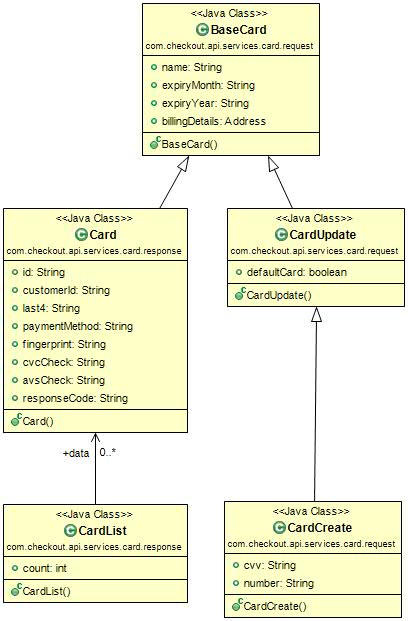 <<Java Class>>
BaseCard
com.checkout.api.services.card.request
name: String
expiryMonth: String
expiryYear: String
billingDetails: Address
BaseCard()
<<Java Class>>
Card
com.checkout.api.services.card.response
id: String
customerId: String
last4: String
paymentMethod: String
fingerprint: String
cvcCheck: String
avsCheck: String
responseCode: String
Card()
<<Java Class>>
CardUpdate
com.checkout.api.services.card.request
defaultCard: boolean
CardUpdate()
+data 0..*
<<Java Class>>
CardList
com.checkout.api.services.card.response
count: int
CardList()
<<Java Class>>
CardCreate
com.checkout.api.services.card.request
cvv: String
number: String
CardCreate()